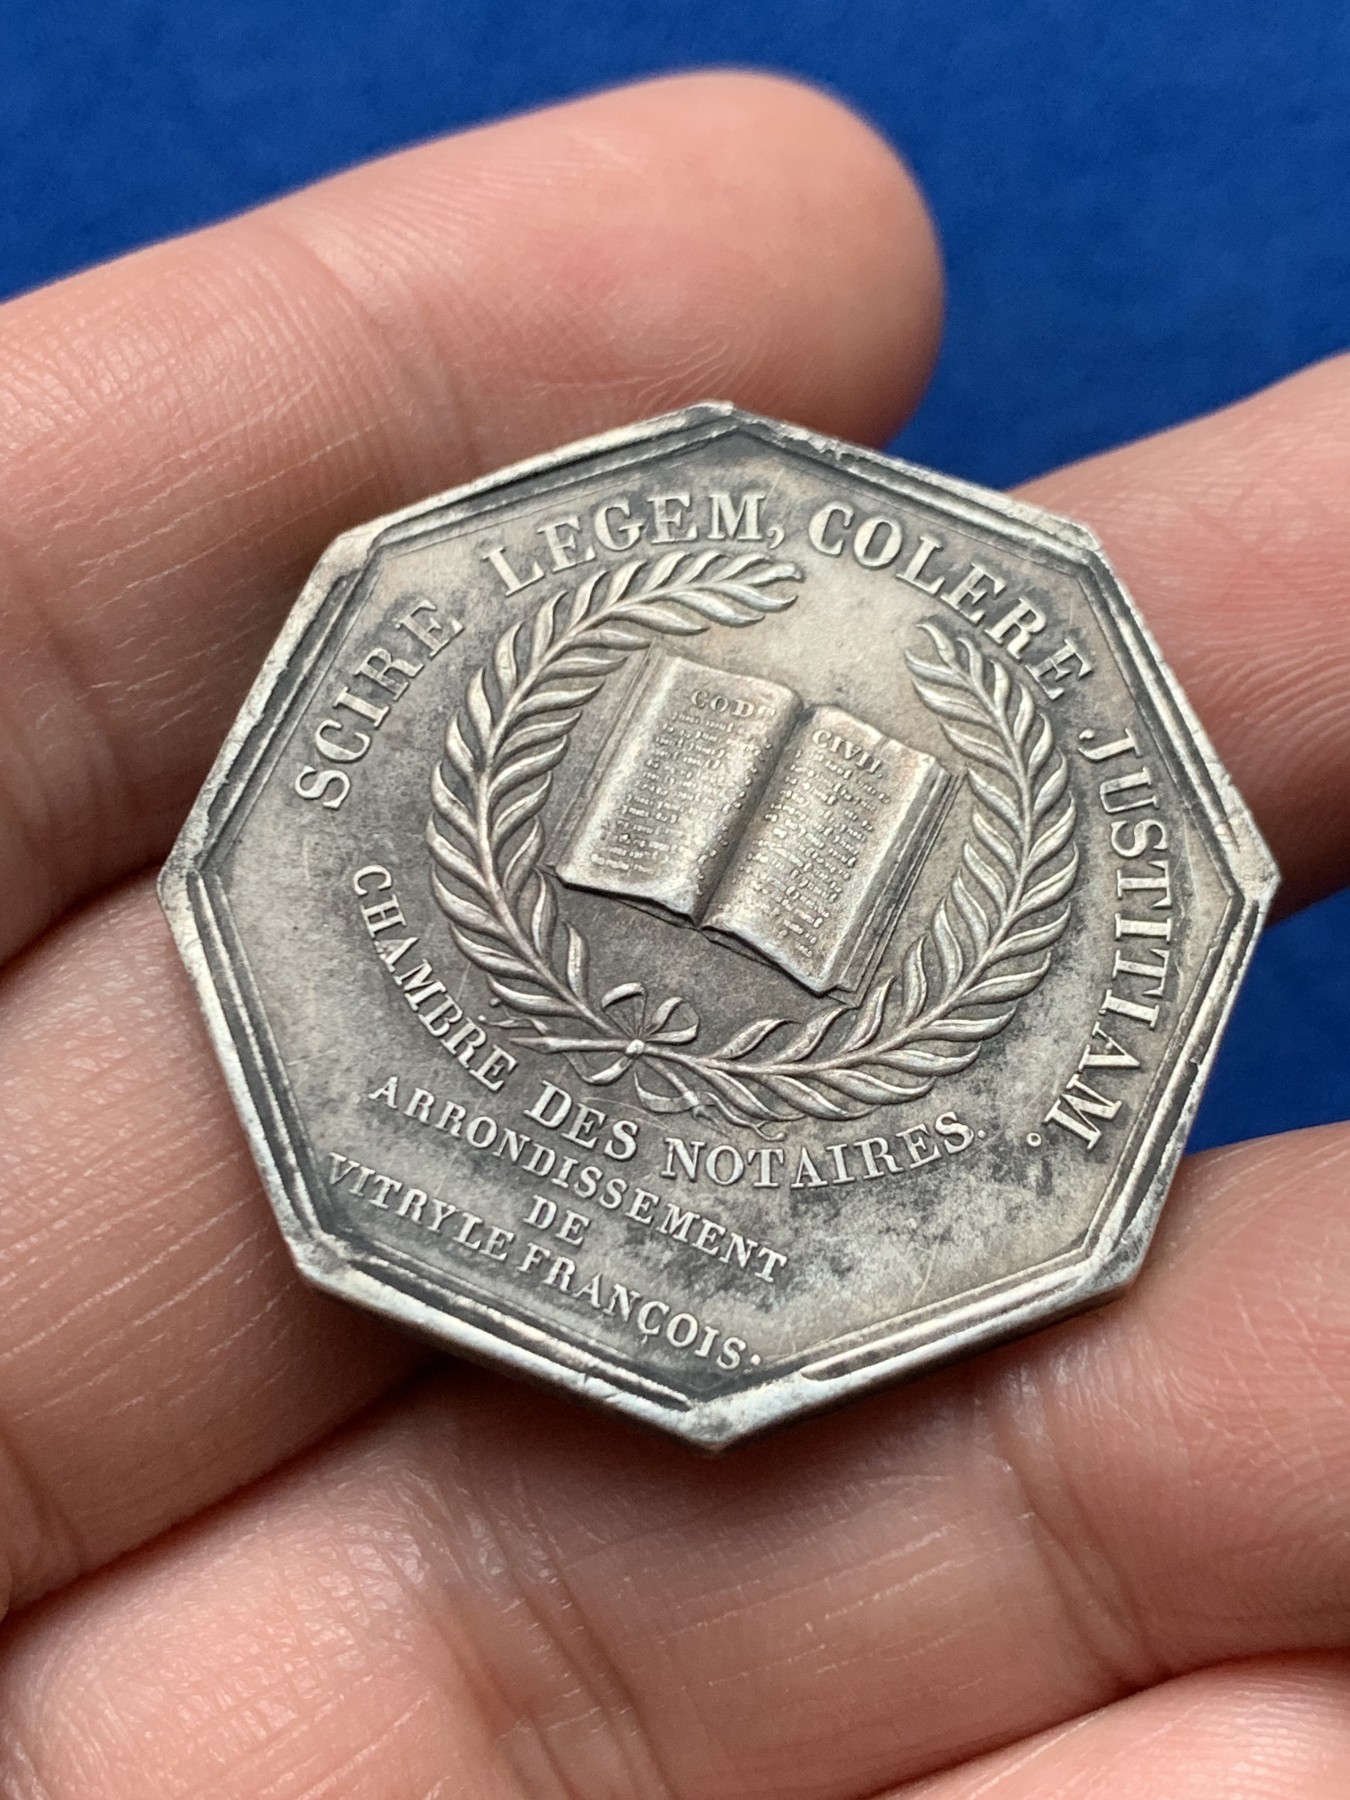 SCIRE LEGEM, COLERE JUSTITIAM.
CODE
CIVIL
CHAMBRE DES NOTAIRES.
ARRONDISSEMENT
DE
VITRY LE FRANÇOIS.